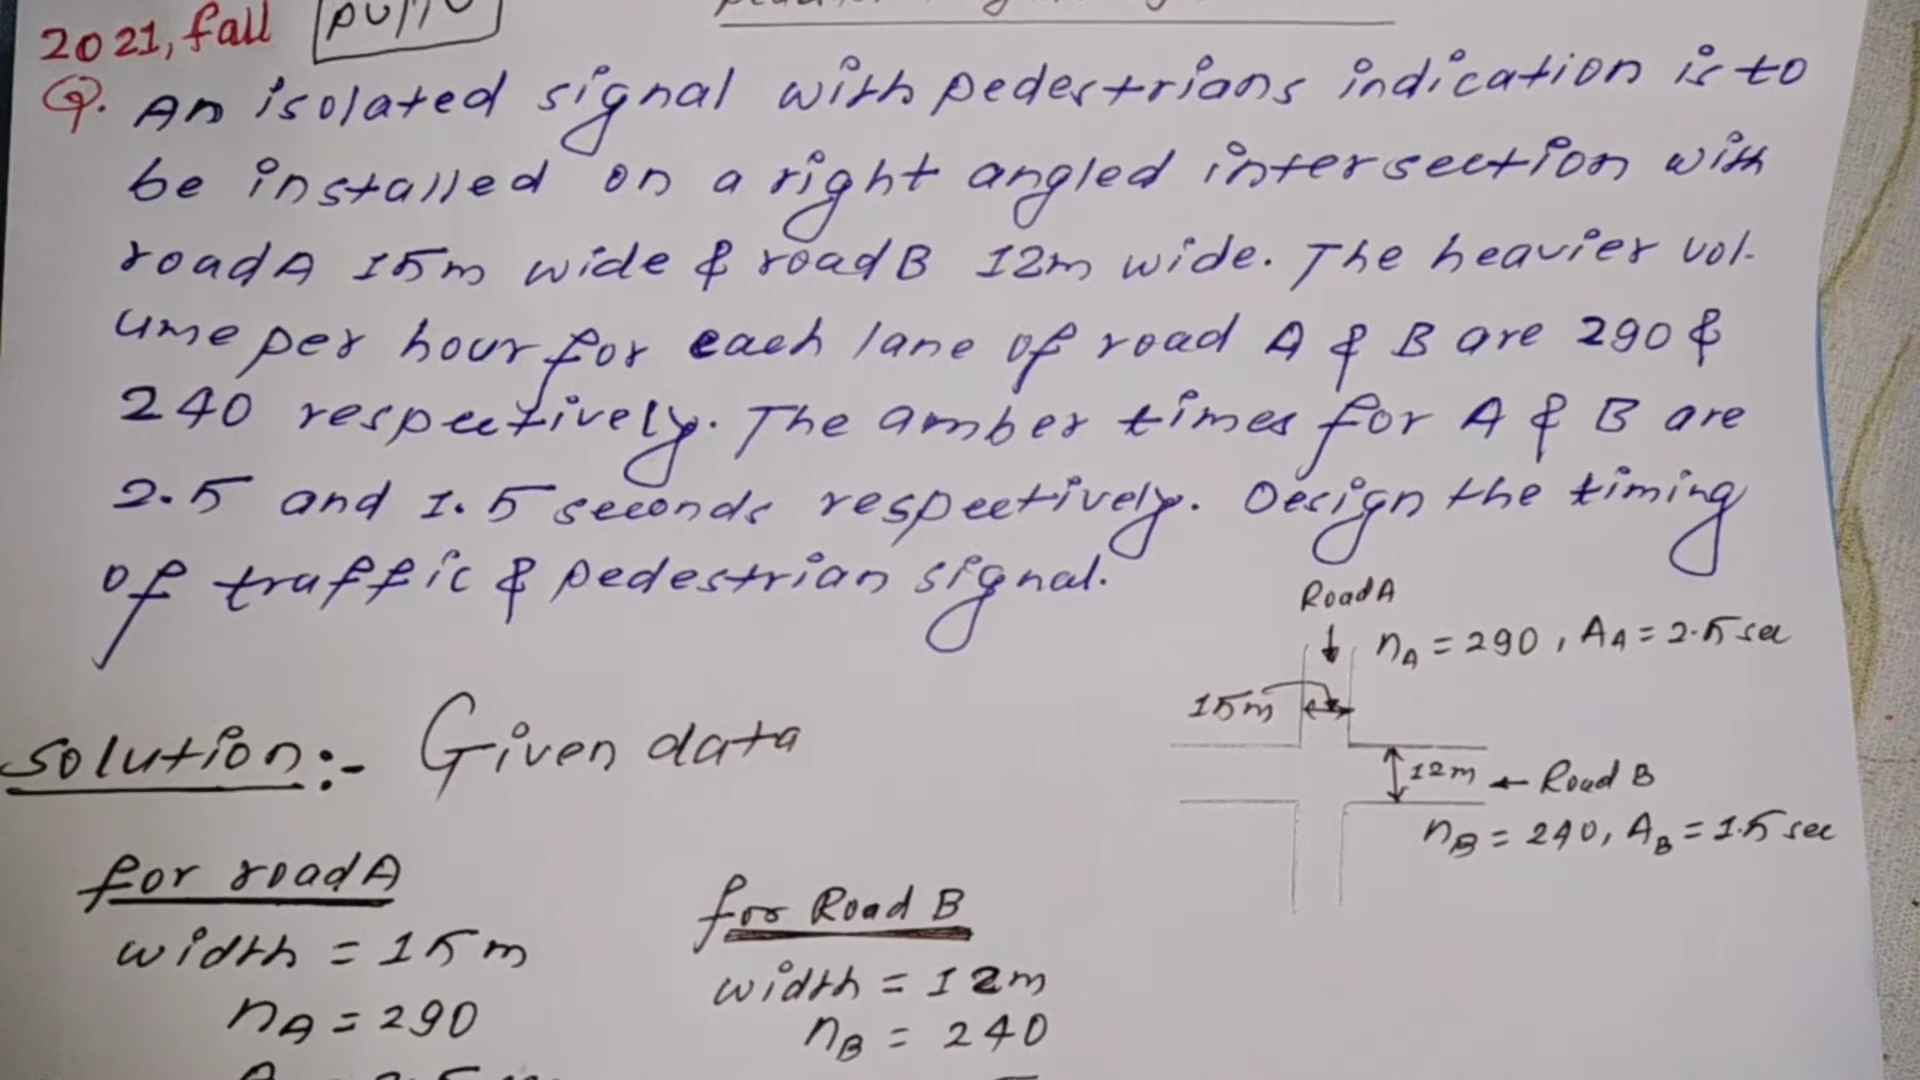 2021, fall
Q. An isolated signal with pedestrians indication is to
be installed on a right angled intersection with
road A 15m wide & road B 12m wide. The heavier vol-
ume per hour for each lane of road A & B are 290 &
240 respectively. The amber times for A & B are
2.5 and 1.5 seconds respectively. Design the timing
of traffic & pedestrian signal.
Road A
nA = 290, AA = 2.5 sec
15m
12m ← Road B
nB = 240, AB = 1.5 sec
Solution:- Given data
for road A
width = 15 m
nA = 290
for Road B
width = 12m
nB = 240